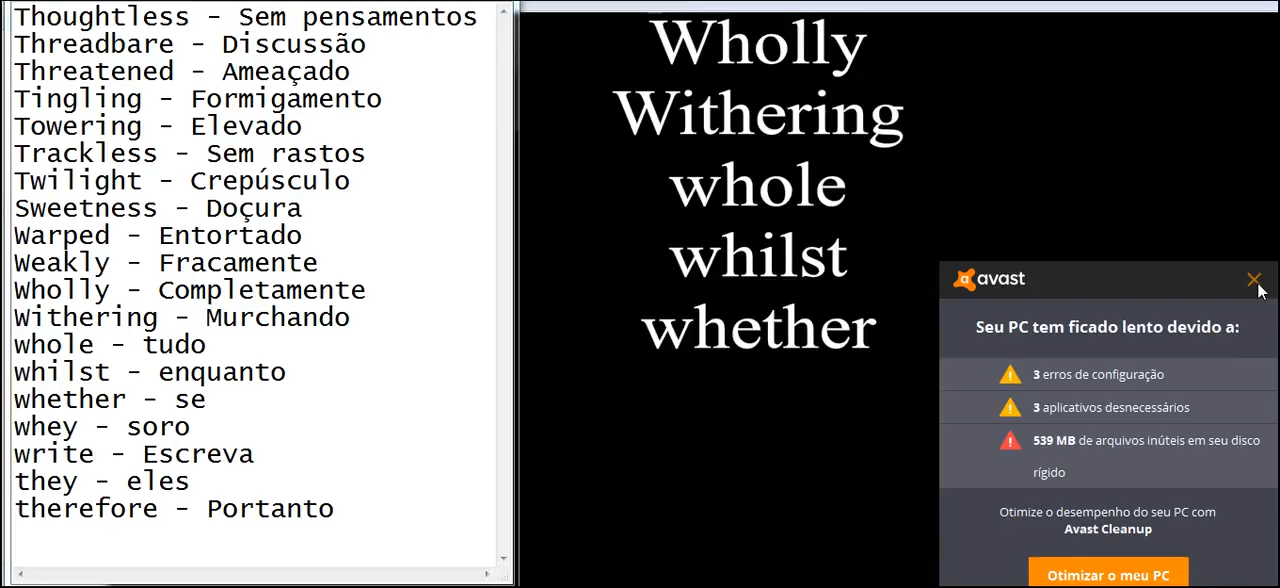 Thoughtless - Sem pensamentos
Threadbare - Discussão
Threatened - Ameaçado
Tingling - Formigamento
Towering - Elevado
Trackless - Sem rastos
Twilight - Crepúsculo
Sweetness - Doçura
Warped - Entortado
Weakly - Fracamente
Wholly - Completamente
Withering - Murchando
whole - tudo
whilst - enquanto
whether - se
whey - soro
write - Escreva
they - eles
therefore - Portanto
Wholly
Withering
whole
whilst
whether
avast
Seu PC tem ficado lento devido a:
3 erros de configuração
3 aplicativos desnecessários
539 MB de arquivos inúteis em seu disco
rígido
Otimize o desempenho do seu PC com
Avast Cleanup
Otimizar o meu PC